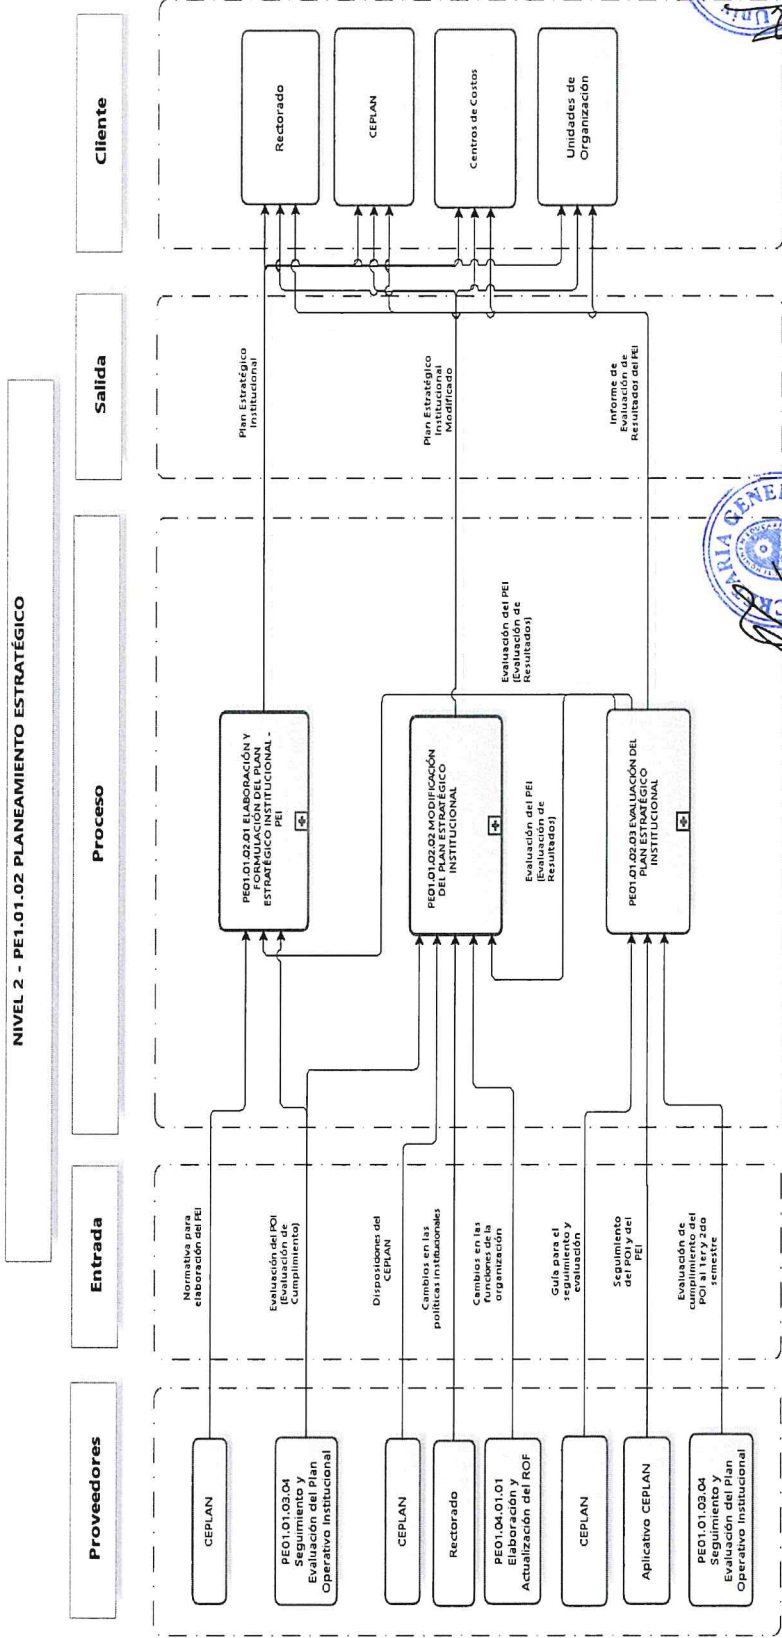 NIVEL 2 - PE1.01.02 PLANEAMIENTO ESTRATÉGICO
Proveedores
Entrada
Proceso
Salida
Cliente
CEPLAN
PE01.01.03.04
Seguimiento y
Evaluación del Plan
Operativo Institucional
CEPLAN
Rectorado
PE01.04.01.01
Elaboración y
Actualización del ROF
CEPLAN
Aplicativo CEPLAN
PE01.01.03.04
Seguimiento y
Evaluación del Plan
Operativo Institucional
Normativa para
elaboración del PEI
Evaluación del POI
(Evaluación de
Cumplimiento)
Disposiciones del
CEPLAN
Cambios en las
políticas institucionales
Cambios en las
funciones de la
organización
Guía para el
seguimiento y
evaluación
Seguimiento
del POI y del
PEI
Evaluación de
cumplimiento del
POI al 1er y 2do
semestre
PE01.01.02.01 ELABORACIÓN Y
FORMULACIÓN DEL PLAN
ESTRATÉGICO INSTITUCIONAL -
PEI
PE01.01.02.02 MODIFICACIÓN
DEL PLAN ESTRATÉGICO
INSTITUCIONAL
Evaluación del PEI
(Evaluación de
Resultados)
Evaluación del PEI
(Evaluación de
Resultados)
PE01.01.02.03 EVALUACIÓN DEL
PLAN ESTRATÉGICO
INSTITUCIONAL
Plan Estratégico
Institucional
Plan Estratégico
Institucional
Modificado
Informe de
Evaluación de
Resultados del PEI
Rectorado
CEPLAN
Centros de Costos
Unidades de
Organización